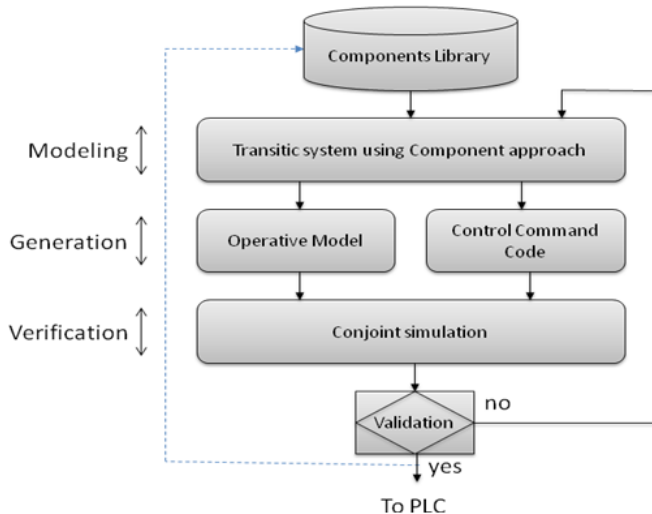 Components Library
Modeling
Transitic system using Component approach
Generation
Operative Model
Control Command
Code
Verification
Conjoint simulation
Validation
no
yes
To PLC